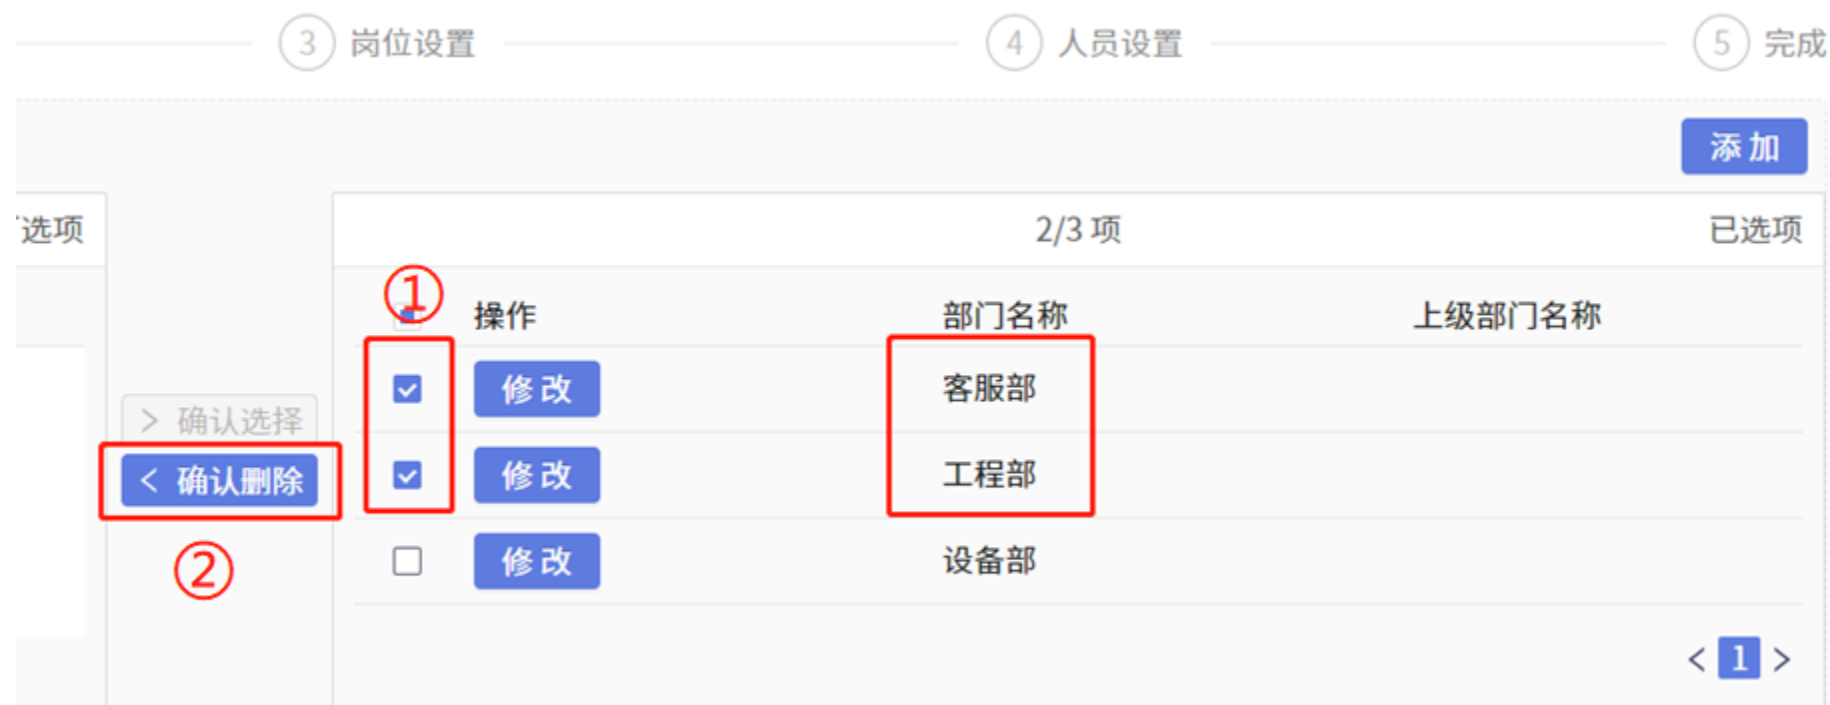 3 岗位设置 4 人员设置 5 完成
添加
选项 2/3 项 已选项
①
操作 部门名称 上级部门名称
修改 客服部
> 确认选择
< 确认删除
修改 工程部
②
修改 设备部
< 1 >